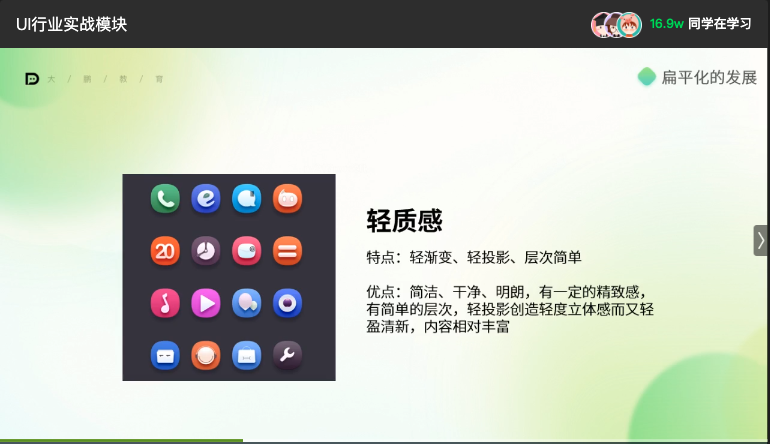 UI行业实战模块
16.9w 同学在学习
大 / 鹏 / 教 / 育
扁平化的发展
20
轻质感
特点：轻渐变、轻投影、层次简单
优点：简洁、干净、明朗，有一定的精致感，
有简单的层次，轻投影创造轻度立体感而又轻
盈清新，内容相对丰富